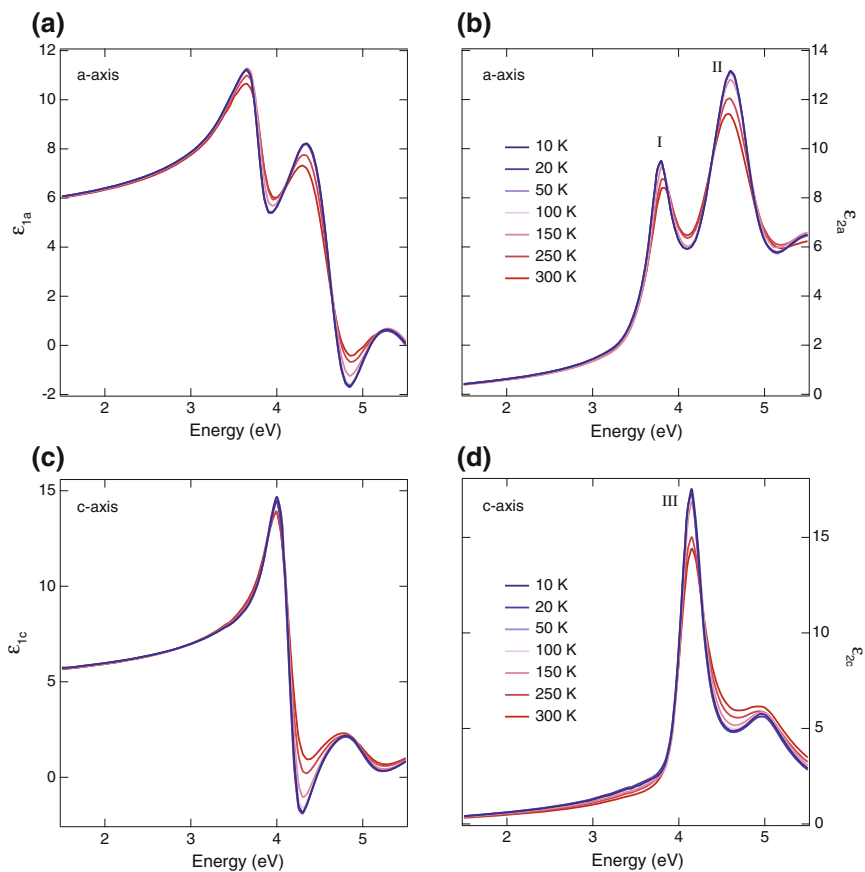 (a)
12
a-axis
10
8
6
4
2
0
-2
ε1a
2
3
4
5
Energy (eV)
(b)
14
a-axis
II
I
12
10
8
6
4
2
0
ε2a
10 K
20 K
50 K
100 K
150 K
250 K
300 K
2
3
4
5
Energy (eV)
(c)
15
c-axis
10
5
0
ε1c
2
3
4
5
Energy (eV)
(d)
c-axis
III
15
10
5
0
ε2c
10 K
20 K
50 K
100 K
150 K
250 K
300 K
2
3
4
5
Energy (eV)